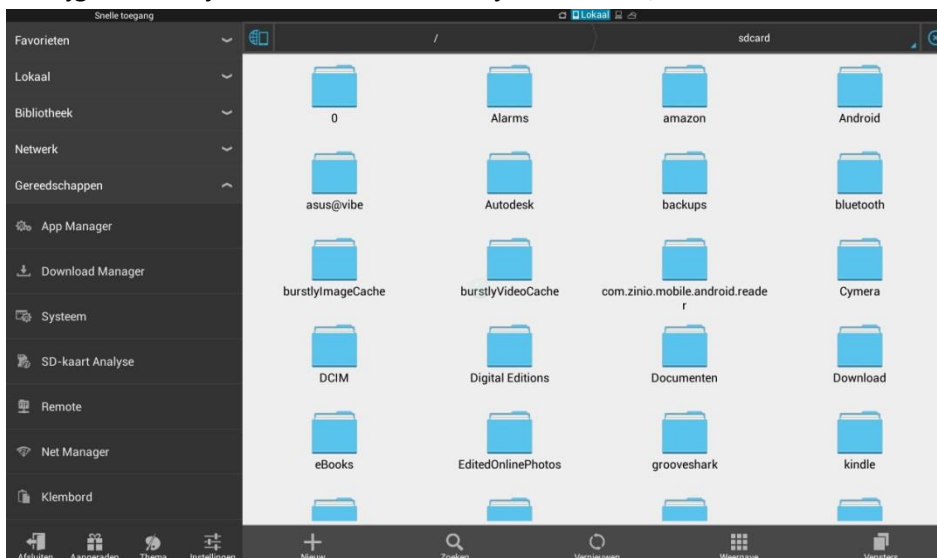 Snelle toegang
Lokaal
Favorieten
/
sdcard
Lokaal
Bibliotheek
Netwerk
Gereedschappen
App Manager
Download Manager
Systeem
SD-kaart Analyse
Remote
Net Manager
Klembord
0
Alarms
amazon
Android
asus@vibe
Autodesk
backups
bluetooth
burstlyImageCache
burstlyVideoCache
com.zinio.mobile.android.reade
r
Cymera
DCIM
Digital Editions
Documenten
Download
eBooks
EditedOnlinePhotos
grooveshark
kindle
Afsluiten
Aangeraden
Thema
Instellingen
Nieuw
Zoeken
Vernieuwen
Weergave
Vensters